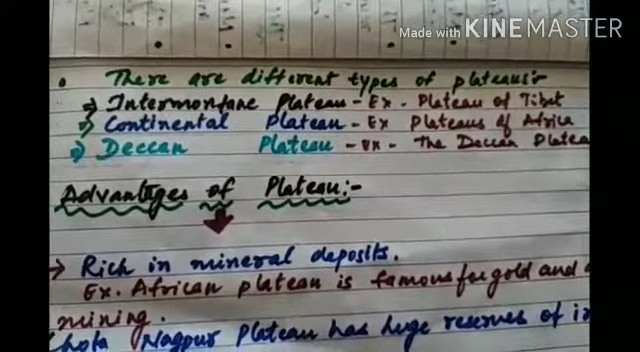 Made with KINEMASTER
• There are different types of plateaus:-
→ Intermontane Plateau - Ex - Plateau of Tibet
→ Continental Plateau - Ex Plateaus of Africa
→ Deccan Plateau - ex - The Deccan Platea
Advantages of Plateau:-
→ Rich in mineral deposits.
Ex. African plateau is famous for gold and
mining.
Chota Nagpur Plateau has huge reserves of